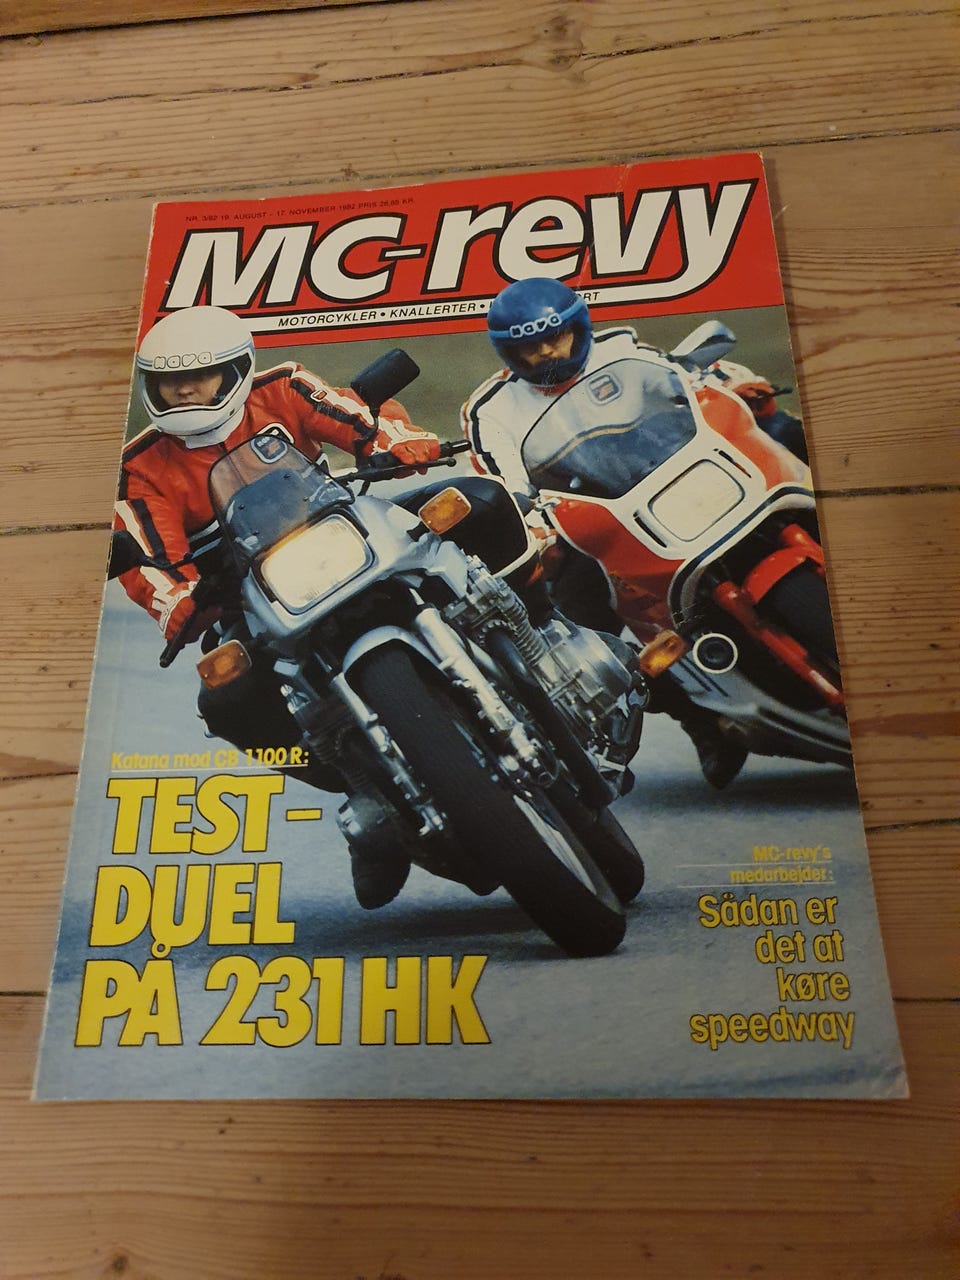 NR. 3/82 19. AUGUST – 17. NOVEMBER 1982 PRIS 26,85 KR.
MC-revy
MOTORCYKLER • KNALLERTER •
NAVA
NAVA
Katana mod CB 1100 R:
TEST-
DUEL
PÅ 231 HK
MC-revy's
medarbejder:
Sådan er
det at
køre
speedway